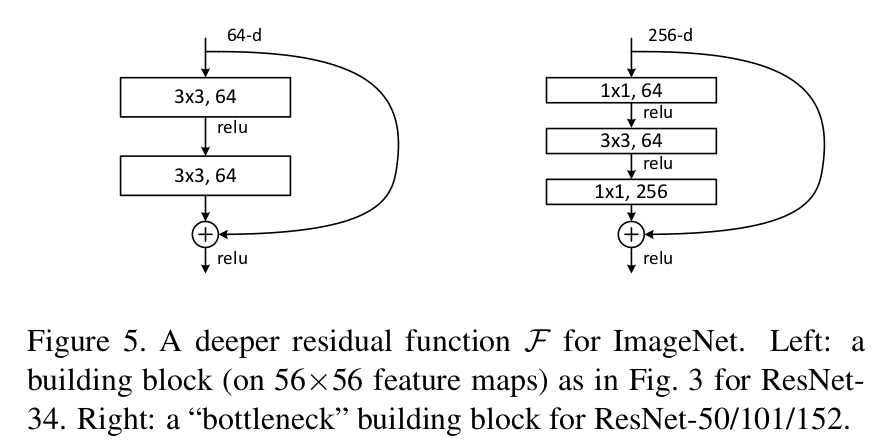 64-d
3x3, 64
relu
3x3, 64
+
relu
256-d
1x1, 64
relu
3x3, 64
relu
1x1, 256
+
relu
Figure 5. A deeper residual function ℱ for ImageNet. Left: a
building block (on 56×56 feature maps) as in Fig. 3 for ResNet-
34. Right: a “bottleneck” building block for ResNet-50/101/152.